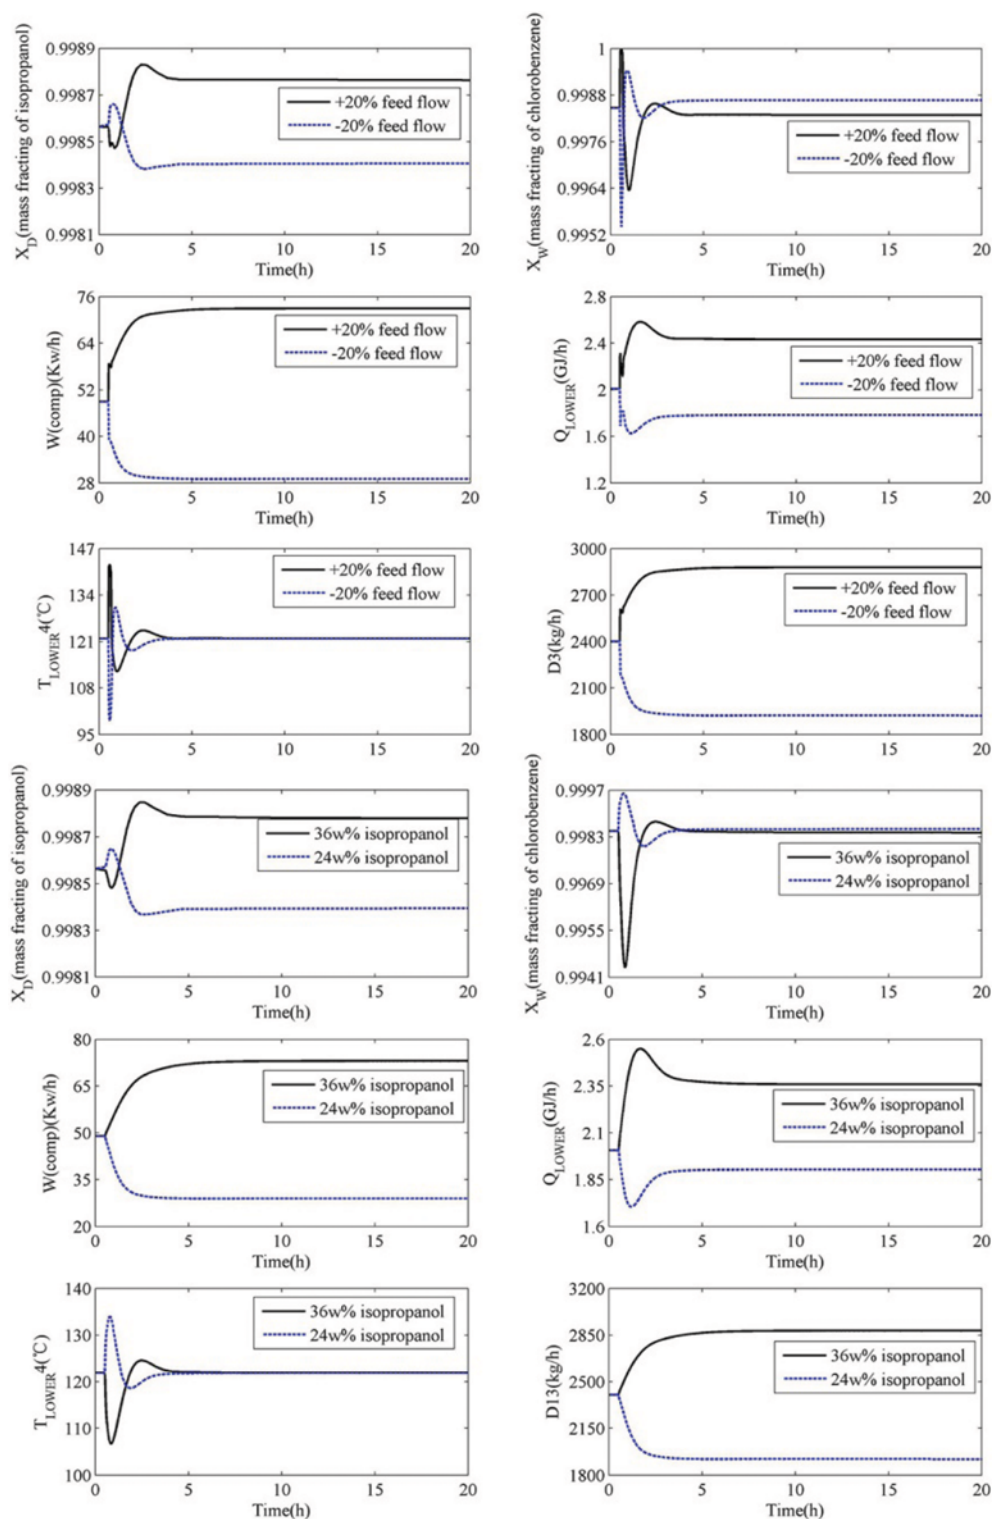 X_D(mass fracting of isopropanol)
0.9989
0.9987
0.9985
0.9983
0.9981
+20% feed flow
-20% feed flow
0 5 10 15 20
Time(h)
X_W(mass fracting of chlorobenzene)
1
0.9988
0.9976
0.9964
0.9952
+20% feed flow
-20% feed flow
0 5 10 15 20
Time(h)
W(comp)(Kw/h)
76
64
52
40
28
+20% feed flow
-20% feed flow
0 5 10 15 20
Time(h)
Q_LOWER(GJ/h)
2.8
2.4
2
1.6
1.2
+20% feed flow
-20% feed flow
0 5 10 15 20
Time(h)
T_LOWER4(℃)
147
134
121
108
95
+20% feed flow
-20% feed flow
0 5 10 15 20
Time(h)
D3(kg/h)
3000
2700
2400
2100
1800
+20% feed flow
-20% feed flow
0 5 10 15 20
Time(h)
X_D(mass fracting of isopropanol)
0.9989
0.9987
0.9985
0.9983
0.9981
36w% isopropanol
24w% isopropanol
0 5 10 15 20
Time(h)
X_W(mass fracting of chlorobenzene)
0.9997
0.9983
0.9969
0.9955
0.9941
36w% isopropanol
24w% isopropanol
0 5 10 15 20
Time(h)
W(comp)(Kw/h)
80
65
50
35
20
36w% isopropanol
24w% isopropanol
0 5 10 15 20
Time(h)
Q_LOWER(GJ/h)
2.6
2.35
2.1
1.85
1.6
36w% isopropanol
24w% isopropanol
0 5 10 15 20
Time(h)
T_LOWER4(℃)
140
130
120
110
100
36w% isopropanol
24w% isopropanol
0 5 10 15 20
Time(h)
D13(kg/h)
3200
2850
2500
2150
1800
36w% isopropanol
24w% isopropanol
0 5 10 15 20
Time(h)